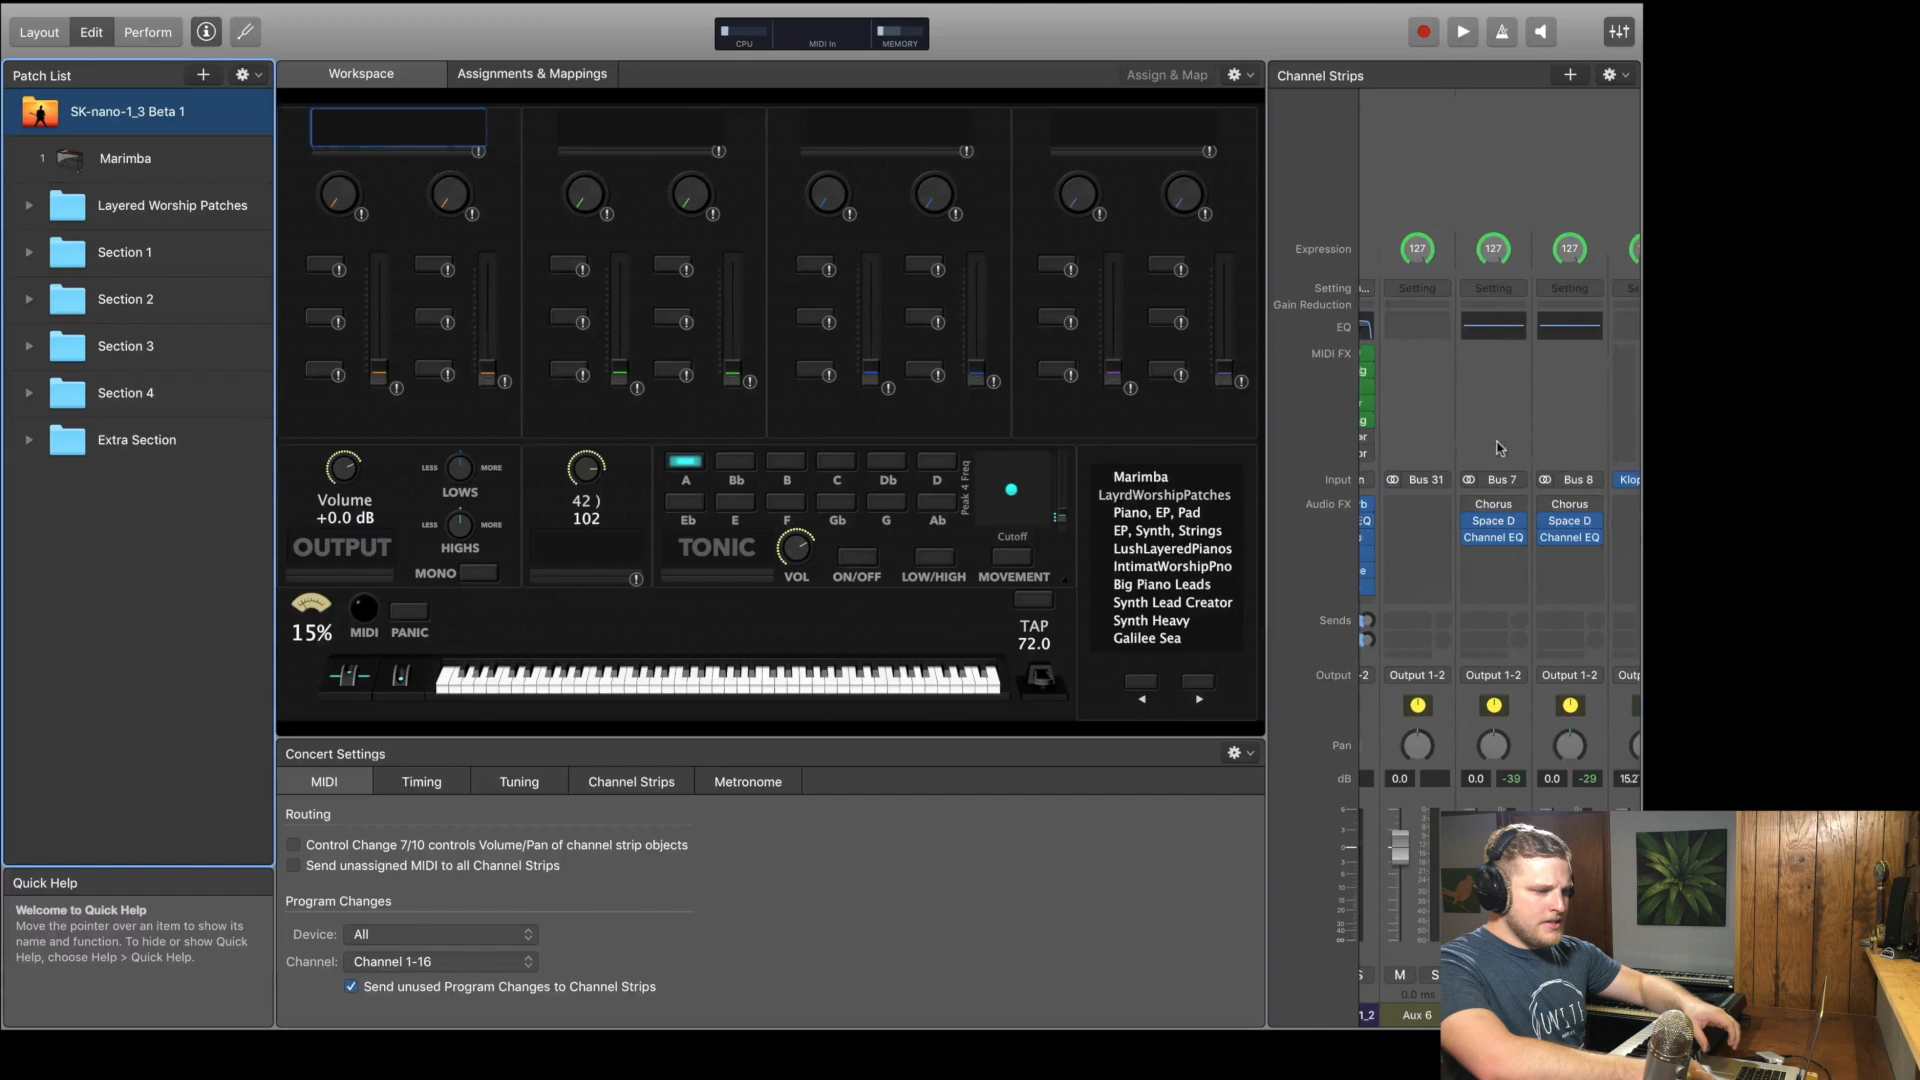 Layout Edit Perform
CPU MIDI In MEMORY
Patch List
SK-nano-1_3 Beta 1
1 Marimba
Layered Worship Patches
Section 1
Section 2
Section 3
Section 4
Extra Section
Quick Help
Welcome to Quick Help
Move the pointer over an item to show its
name and function. To hide or show Quick
Help, choose Help > Quick Help.
Workspace Assignments & Mappings Assign & Map
Volume
+0.0 dB
OUTPUT
LESS MORE
LOWS
LESS MORE
HIGHS
MONO
42 )
102
A Bb B C Db D
Eb E F Gb G Ab
TONIC
VOL ON/OFF LOW/HIGH MOVEMENT
Peak 4 Freq
Cutoff
15%
MIDI PANIC
TAP
72.0
Marimba
LayrdWorshipPatches
Piano, EP, Pad
EP, Synth, Strings
LushLayeredPianos
IntimatWorshipPno
Big Piano Leads
Synth Lead Creator
Synth Heavy
Galilee Sea
Concert Settings
MIDI Timing Tuning Channel Strips Metronome
Routing
Control Change 7/10 controls Volume/Pan of channel strip objects
Send unassigned MIDI to all Channel Strips
Program Changes
Device: All
Channel: Channel 1-16
Send unused Program Changes to Channel Strips
Channel Strips
Expression 127 127 127
Setting Setting Setting Setting
Gain Reduction
EQ
MIDI FX
Input Bus 31 Bus 7 Bus 8 Klop
Audio FX Chorus Chorus
Space D Space D
Channel EQ Channel EQ
Sends
Output Output 1-2 Output 1-2 Output 1-2
Pan
dB 0.0 0.0 -39 0.0 -29
M S
0.0 ms
Aux 6
UNITE